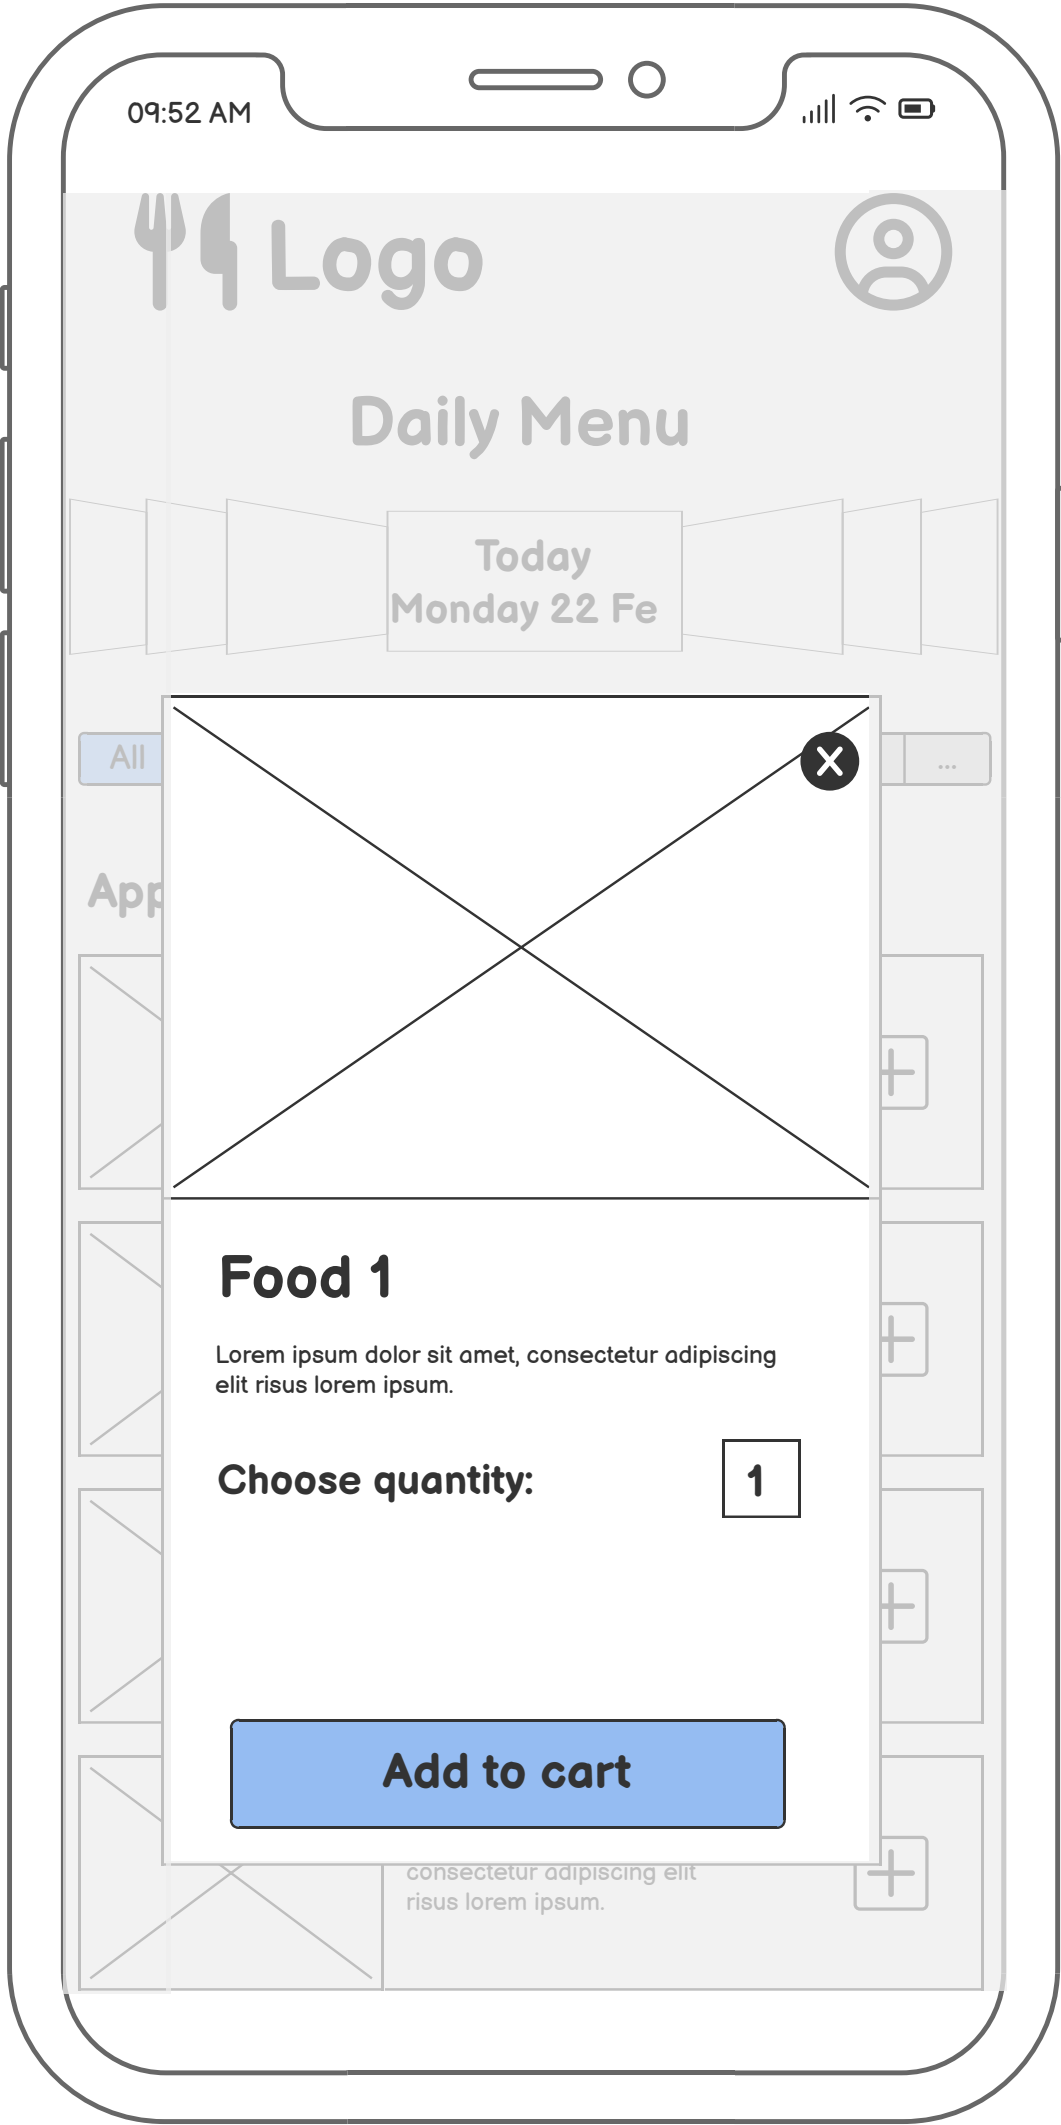 09:52 AM
Logo
Daily Menu
Today
Monday 22 Fe
All
...
App
X
Food 1
Lorem ipsum dolor sit amet, consectetur adipiscing
elit risus lorem ipsum.
Choose quantity:
1
Add to cart
consectetur adipiscing elit
risus lorem ipsum.